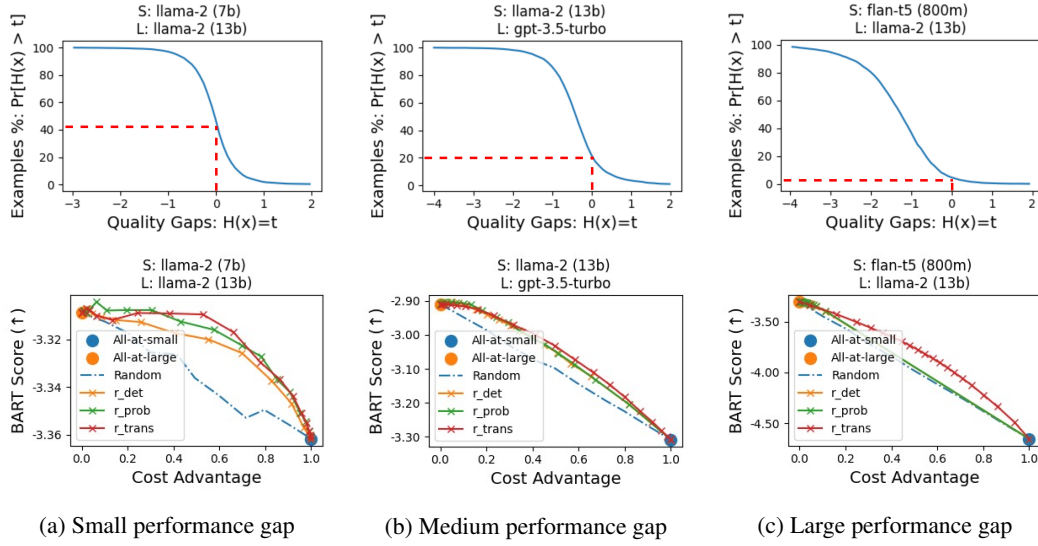 S: llama-2 (7b)
L: llama-2 (13b)
Examples %: Pr[H(x) > t]
100
80
60
40
20
0
−3 −2 −1 0 1 2
Quality Gaps: H(x)=t
S: llama-2 (13b)
L: gpt-3.5-turbo
Examples %: Pr[H(x) > t]
100
80
60
40
20
0
−4 −3 −2 −1 0 1 2
Quality Gaps: H(x)=t
S: flan-t5 (800m)
L: llama-2 (13b)
Examples %: Pr[H(x) > t]
100
80
60
40
20
0
−4 −3 −2 −1 0 1 2
Quality Gaps: H(x)=t
S: llama-2 (7b)
L: llama-2 (13b)
BART Score (↑)
−3.32
−3.34
−3.36
All-at-small
All-at-large
Random
r_det
r_prob
r_trans
0.0 0.2 0.4 0.6 0.8 1.0
Cost Advantage
S: llama-2 (13b)
L: gpt-3.5-turbo
BART Score (↑)
−2.90
−3.00
−3.10
−3.20
−3.30
All-at-small
All-at-large
Random
r_det
r_prob
r_trans
0.0 0.2 0.4 0.6 0.8 1.0
Cost Advantage
S: flan-t5 (800m)
L: llama-2 (13b)
BART Score (↑)
−3.50
−4.00
−4.50
All-at-small
All-at-large
Random
r_det
r_prob
r_trans
0.0 0.2 0.4 0.6 0.8 1.0
Cost Advantage
(a) Small performance gap
(b) Medium performance gap
(c) Large performance gap